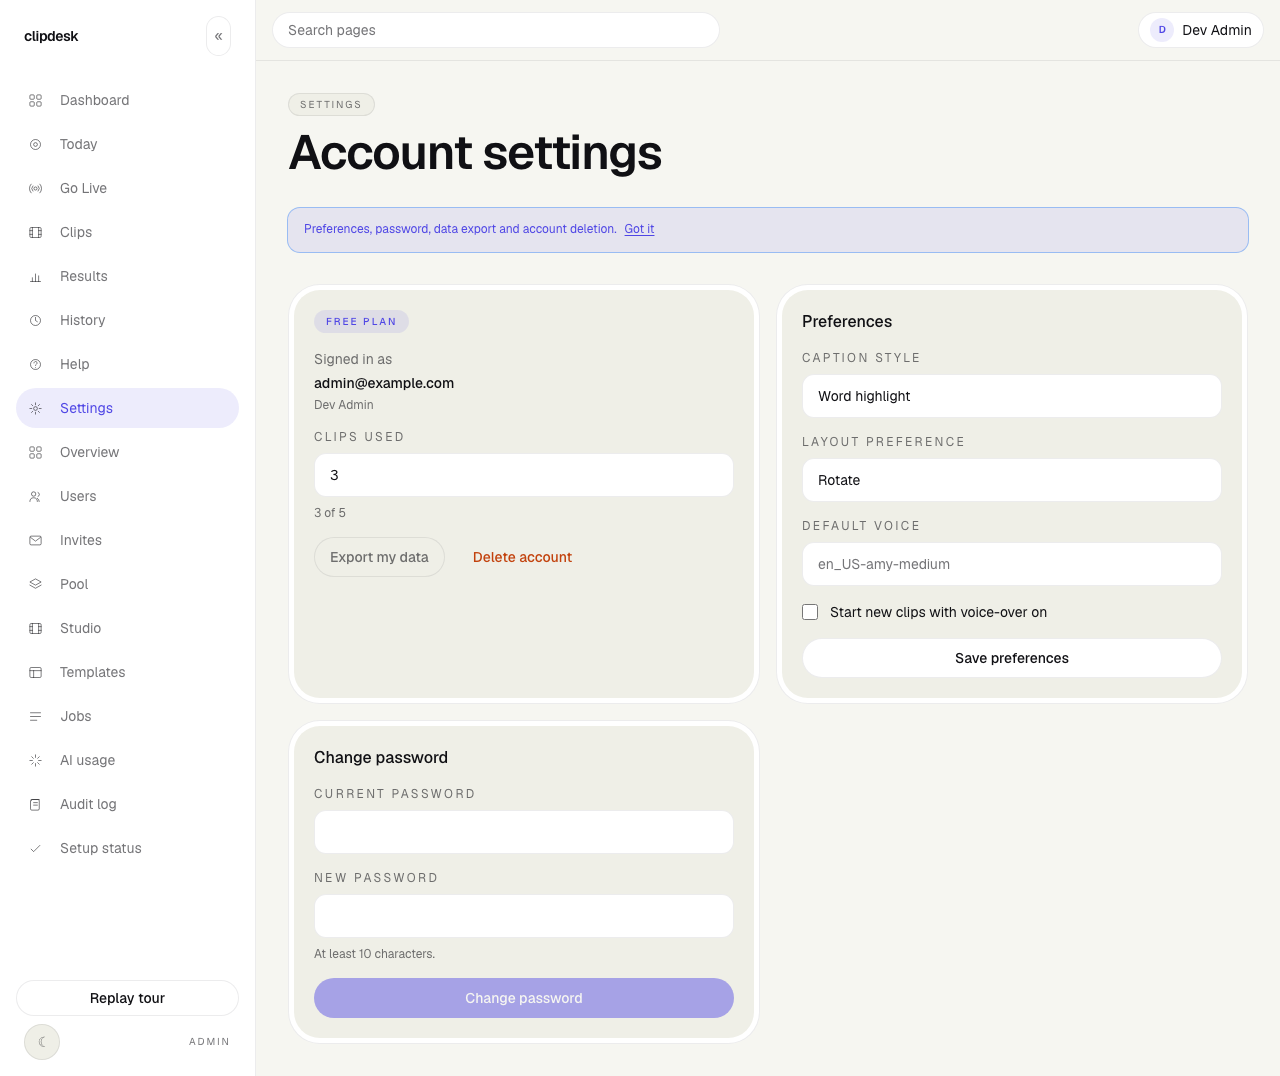 clipdesk
«
Dashboard
Today
Go Live
Clips
Results
History
Help
Settings
Overview
Users
Invites
Pool
Studio
Templates
Jobs
AI usage
Audit log
Setup status
Replay tour
ADMIN
Search pages
D
Dev Admin
SETTINGS
Account settings
Preferences, password, data export and account deletion. Got it
FREE PLAN
Signed in as
admin@example.com
Dev Admin
CLIPS USED
3
3 of 5
Export my data
Delete account
Preferences
CAPTION STYLE
Word highlight
LAYOUT PREFERENCE
Rotate
DEFAULT VOICE
en_US-amy-medium
Start new clips with voice-over on
Save preferences
Change password
CURRENT PASSWORD
NEW PASSWORD
At least 10 characters.
Change password